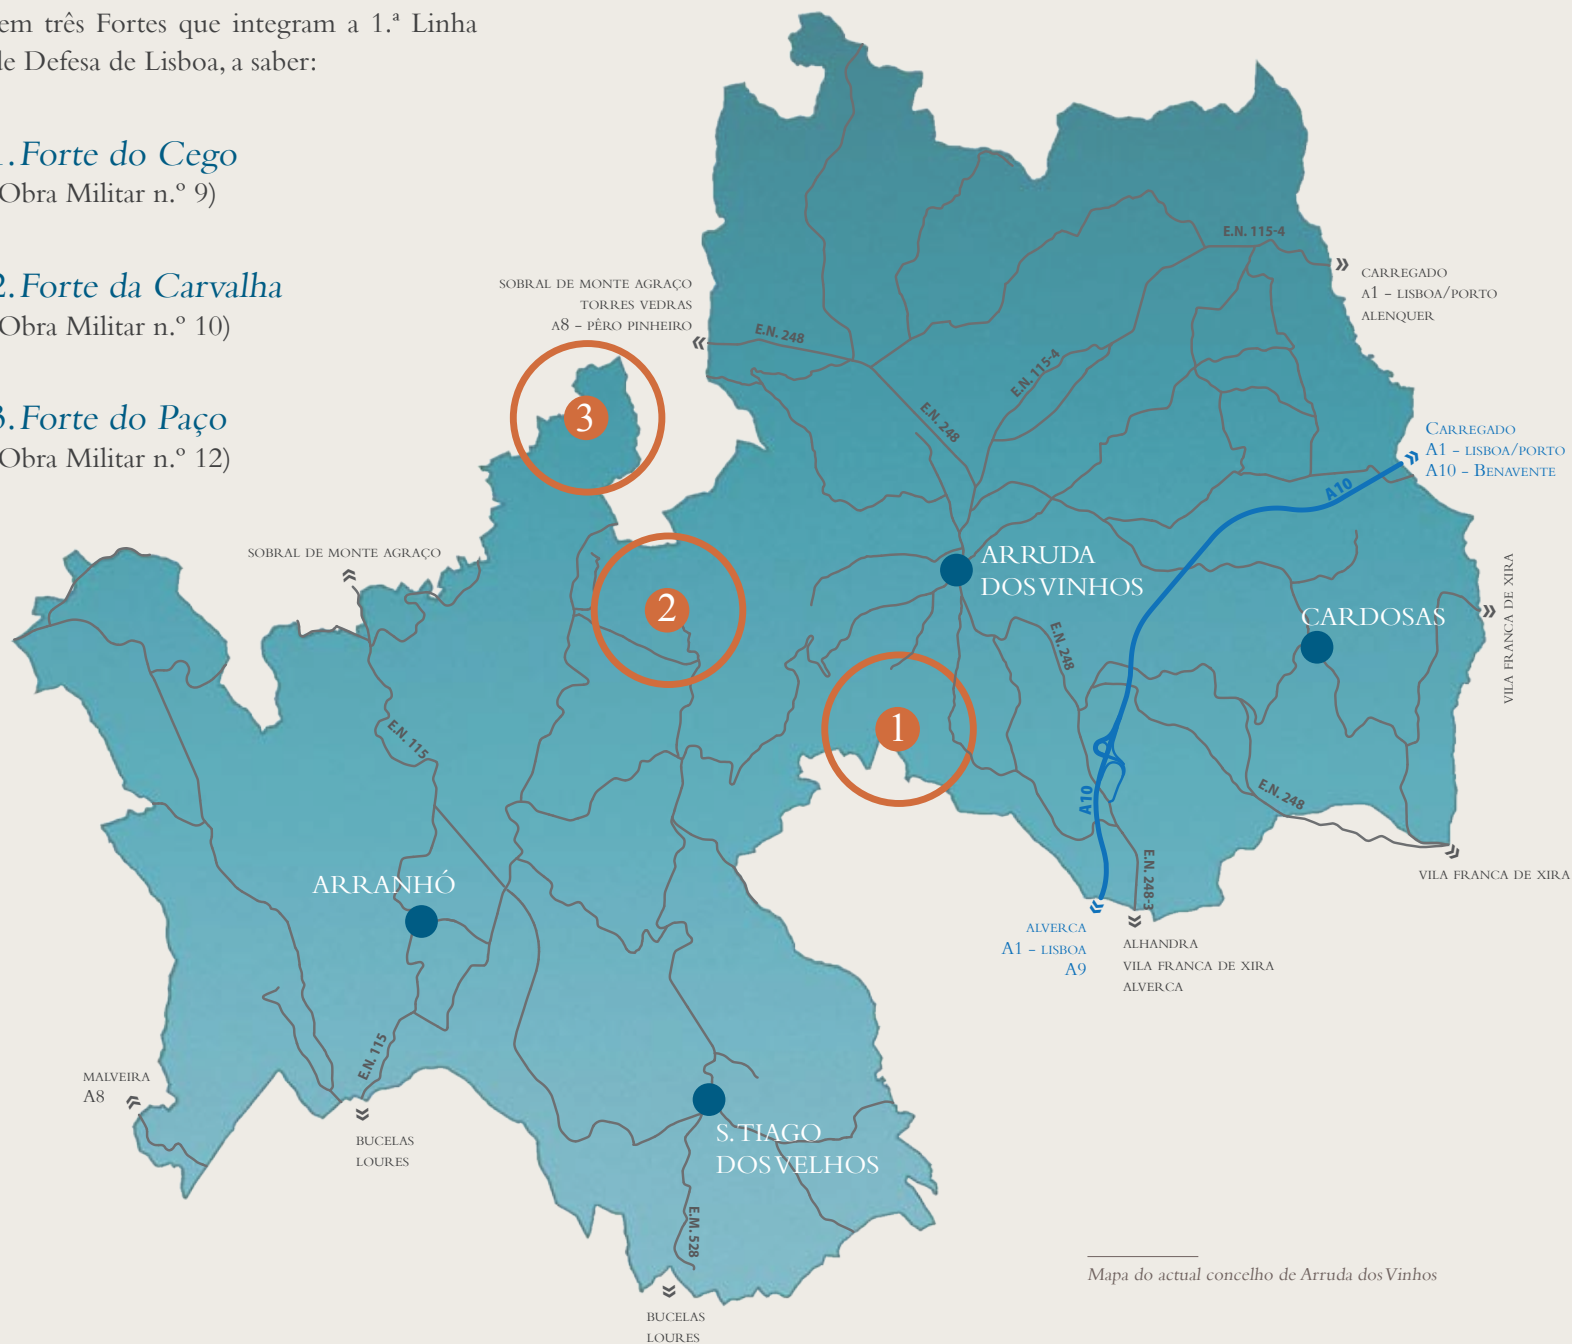 em três Fortes que integram a 1.ª Linha
de Defesa de Lisboa, a saber:
1. Forte do Cego
(Obra Militar n.º 9)
2. Forte da Carvalha
(Obra Militar n.º 10)
3. Forte do Paço
(Obra Militar n.º 12)
SOBRAL DE MONTE AGRAÇO
TORRES VEDRAS
A8 - PÊRO PINHEIRO
E.N. 248
E.N. 115-4
CARREGADO
A1 - LISBOA/PORTO
ALENQUER
E.N. 115-4
E.N. 248
3
CARREGADO
A1 - LISBOA/PORTO
A10 - BENAVENTE
A10
SOBRAL DE MONTE AGRAÇO
ARRUDA
DOS VINHOS
2
CARDOSAS
VILA FRANCA DE XIRA
E.N. 248
1
E.N. 115
A10
E.N. 248
E.N. 248-3
VILA FRANCA DE XIRA
ARRANHÓ
ALVERCA
A1 - LISBOA
A9
ALHANDRA
VILA FRANCA DE XIRA
ALVERCA
E.N. 115
MALVEIRA
A8
BUCELAS
LOURES
S. TIAGO
DOS VELHOS
E.M. 528
BUCELAS
LOURES
Mapa do actual concelho de Arruda dos Vinhos